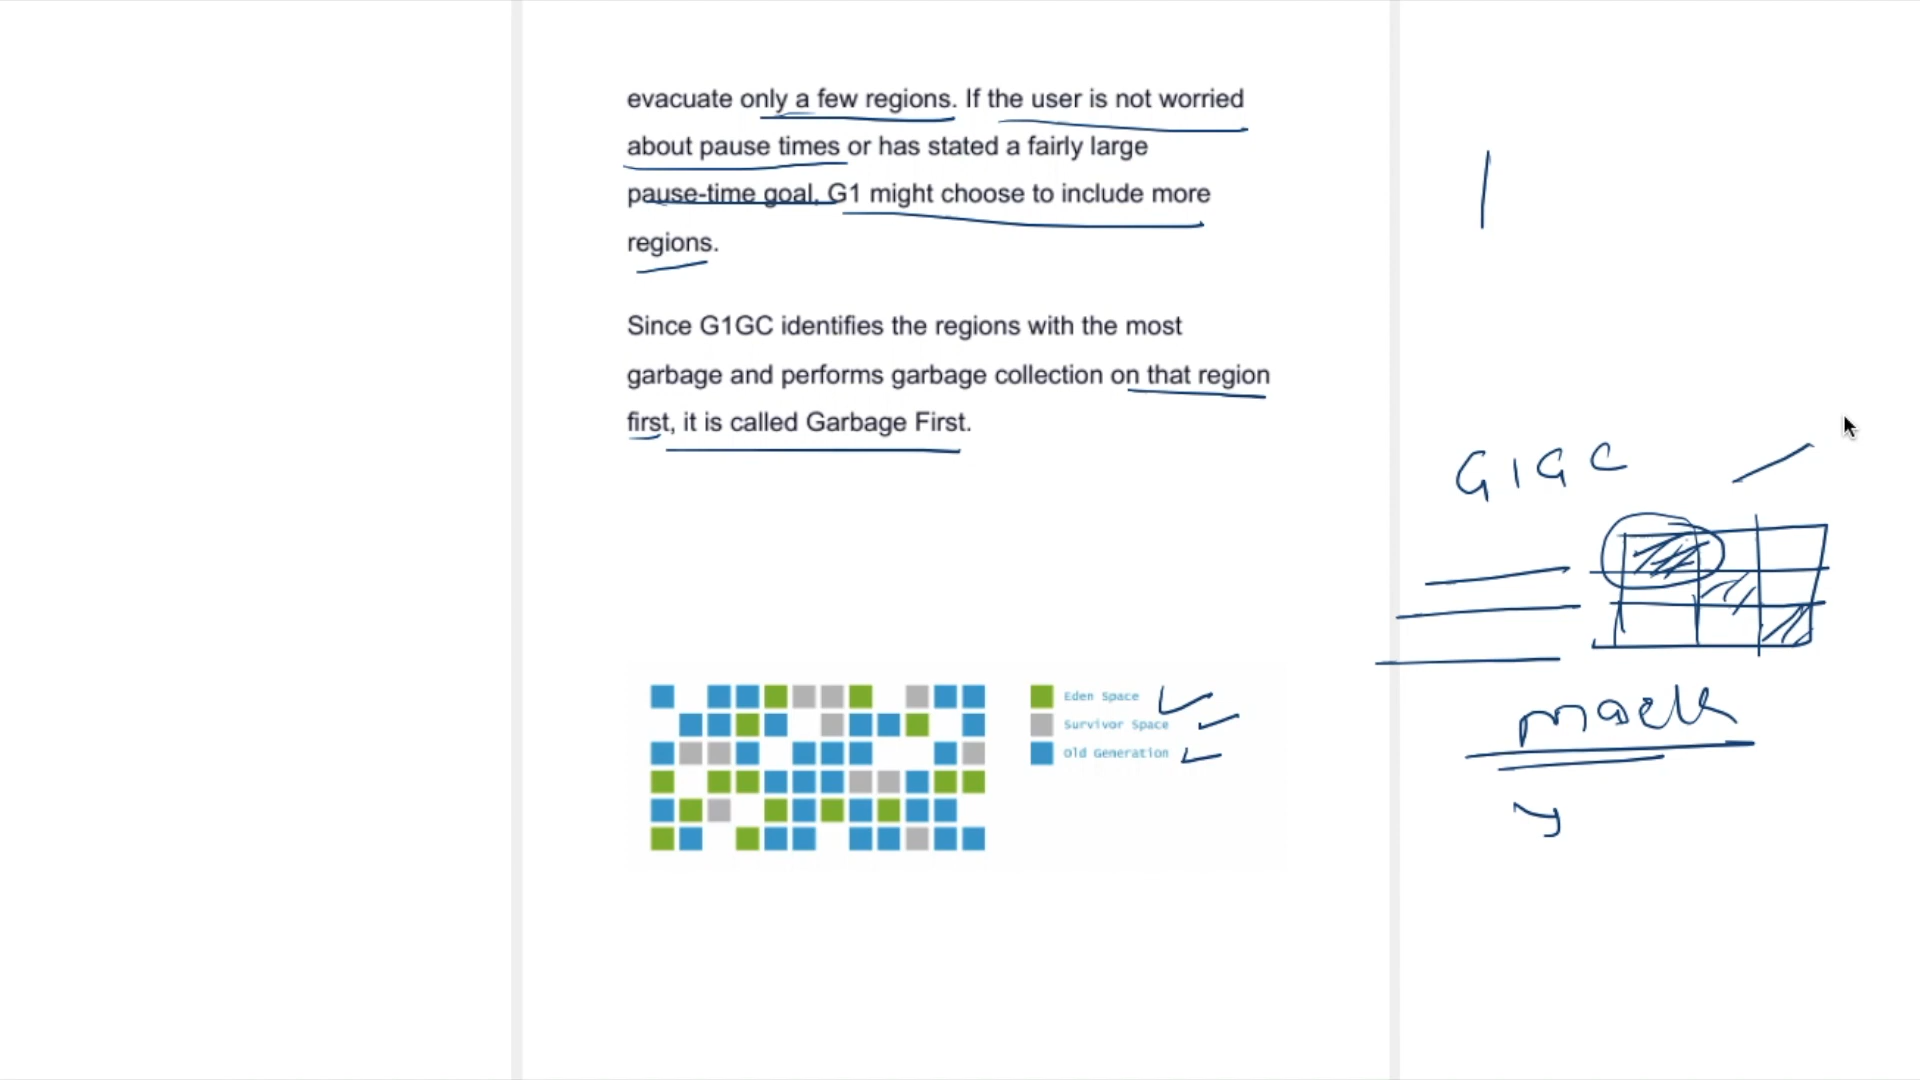 evacuate only a few regions. If the user is not worried
about pause times or has stated a fairly large
pause-time goal, G1 might choose to include more
regions.
Since G1GC identifies the regions with the most
garbage and performs garbage collection on that region
first, it is called Garbage First.
G1GC
mark
Eden Space
Survivor Space
Old Generation